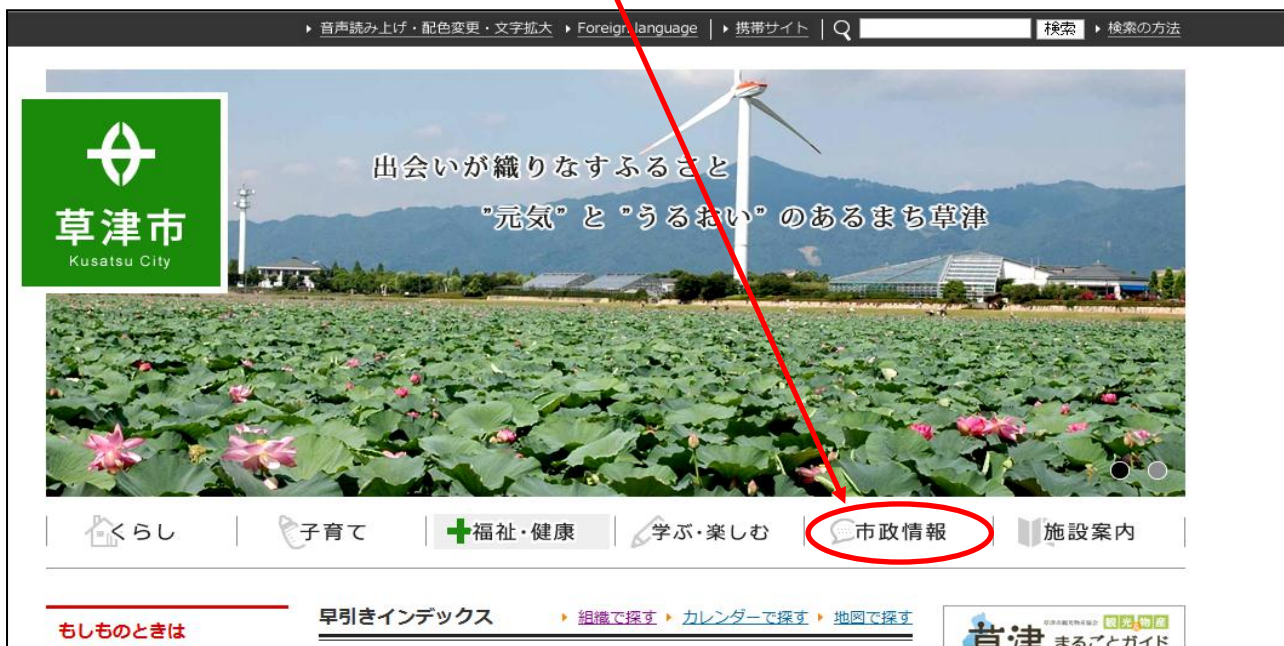 音声読み上げ・配色変更・文字拡大 Foreign language 携帯サイト 検索 検索の方法
草津市
Kusatsu City
出会いが織りなすふるさと
"元気" と "うるおい" のあるまち草津
くらし 子育て 福祉・健康 学ぶ・楽しむ 市政情報 施設案内
もしものときは
早引きインデックス 組織で探す カレンダーで探す 地図で探す
観光物産
草津 まるごとガイド